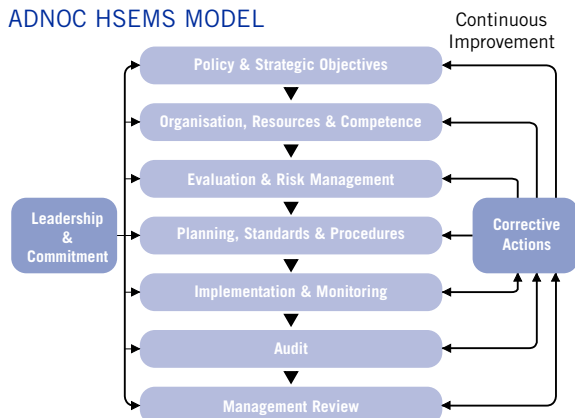 ADNOC HSEMS MODEL
Continuous
Improvement
Policy & Strategic Objectives
Organisation, Resources & Competence
Evaluation & Risk Management
Leadership
&
Commitment
Planning, Standards & Procedures
Corrective
Actions
Implementation & Monitoring
Audit
Management Review